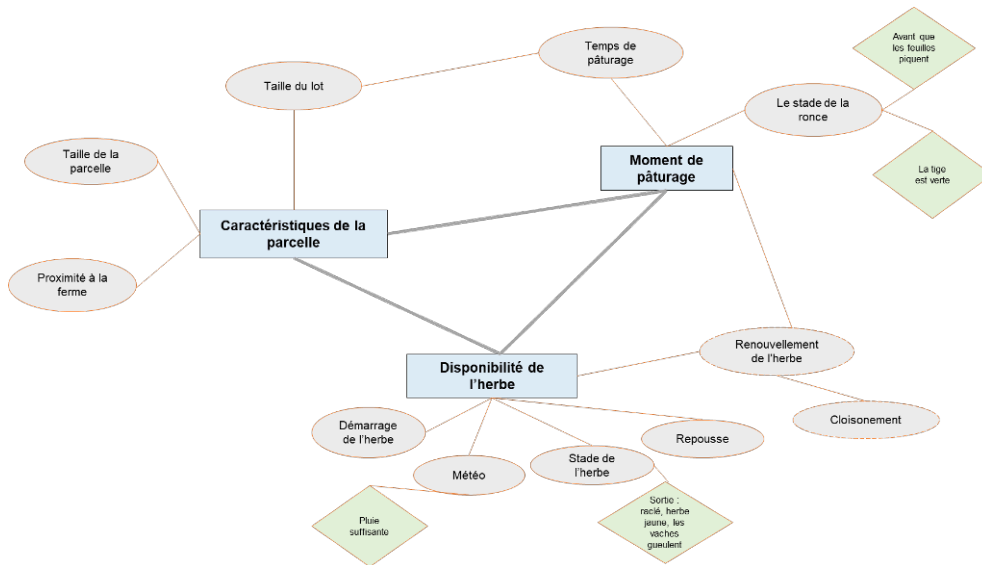 Avant que
les feuilles
piquent
Temps de
pâturage
Taille du lot
Le stade de la
ronce
Taille de la
parcelle
Moment de
pâturage
La tige
est verte
Caractéristiques de la
parcelle
Proximité à la
ferme
Renouvellement
de l'herbe
Disponibilité de
l'herbe
Cloisonement
Démarrage
de l'herbe
Repousse
Météo
Stade de
l'herbe
Pluie
suffisante
Sortie :
raclé, herbe
jaune, les
vaches
gueulent